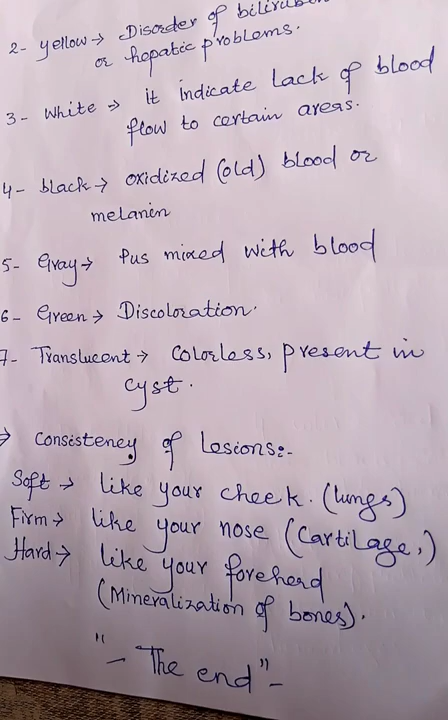 2- yellow → Disorder of bilirubin
or hepatic problems.
3- white → it indicate Lack of blood
flow to certain areas.
4- black → oxidized (old) blood or
melanin
5- Gray → Pus mixed with blood
6- Green → Discoloration.
7- Translucent → Colorless, present in
cyst.
→ Consistency of Lesions:-
Soft → like your cheek. (lungs)
Firm → like your nose (Cartilage,)
Hard → like your foreherd
(Mineralization of bones).
"- The end"-